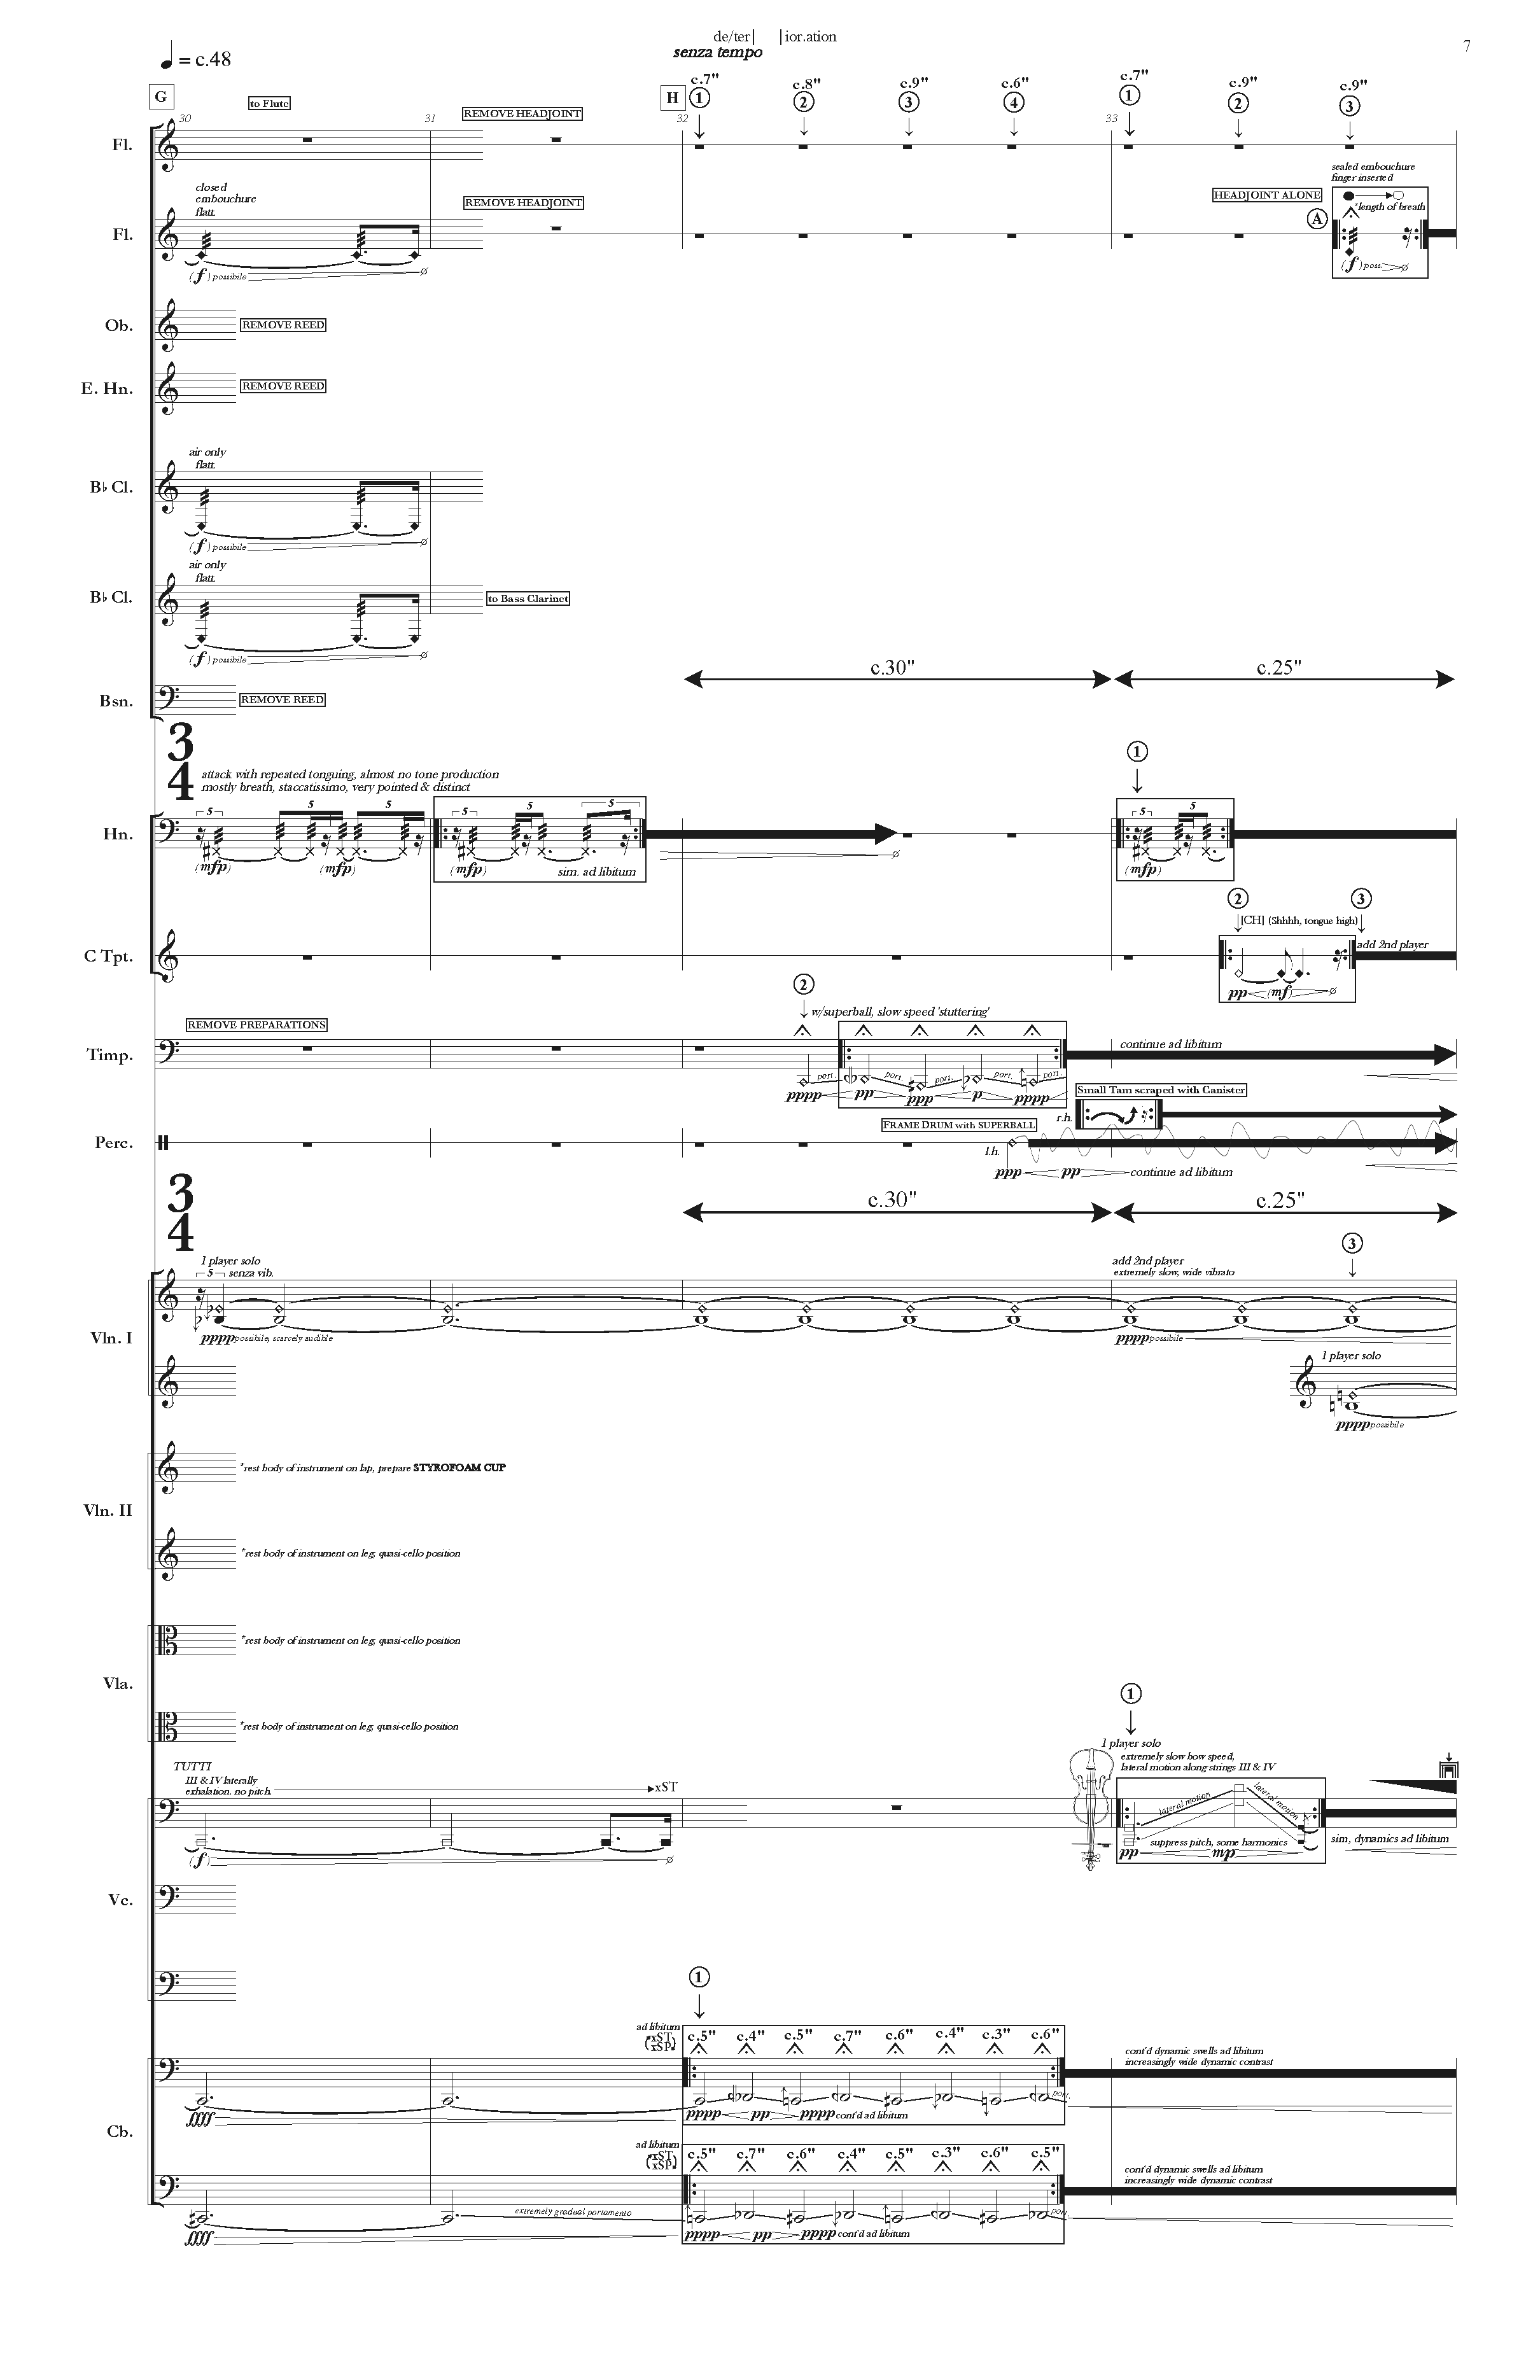 de/ter| |ior.ation
7
senza tempo
= c.48
c.7" c.8" c.9" c.6" c.7" c.9" c.9"
G to Flute H 1 2 3 4 1 2 3
30 31 REMOVE HEADJOINT 32 33
Fl.
sealed embouchure
finger inserted
closed
embouchure
flatt.
REMOVE HEADJOINT
HEADJOINT ALONE
*length of breath
A
Fl.
(f) possibile
(f) poss.
Ob. REMOVE REED
E. Hn. REMOVE REED
air only
flatt.
B♭ Cl.
(f) possibile
air only
flatt.
B♭ Cl. to Bass Clarinet
(f) possibile
c.30" c.25"
Bsn. REMOVE REED
3
4
1
attack with repeated tonguing, almost no tone production
mostly breath, staccatissimo, very pointed & distinct
5 5 5 5 5 5 5 5
Hn.
(mfp) (mfp) (mfp) sim. ad libitum (mfp)
2 3
[CH] (Shhhh, tongue high)
add 2nd player
C Tpt.
pp (mf)
2
w/superball, slow speed 'stuttering'
REMOVE PREPARATIONS
Timp. continue ad libitum
port. port. port. port. port.
pppp pp ppp p pppp
Small Tam scraped with Canister
r.h.
FRAME DRUM with SUPERBALL
Perc.
l.h.
ppp pp continue ad libitum
3
4
c.30" c.25"
3
1 player solo
5 senza vib.
add 2nd player
extremely slow, wide vibrato
Vln. I
pppp possibile, scarcely audible
pppp possibile
1 player solo
pppp possibile
*rest body of instrument on lap, prepare STYROFOAM CUP
Vln. II
*rest body of instrument on leg, quasi-cello position
*rest body of instrument on leg, quasi-cello position
Vla.
*rest body of instrument on leg, quasi-cello position
1
1 player solo
extremely slow bow speed,
lateral motion along strings III & IV
TUTTI
III & IV laterally
exhalation. no pitch.
xST
lateral motion lateral motion
suppress pitch, some harmonics
sim, dynamics ad libitum
(f) pp mp
Vc.
1
ad libitum
xST
xSP
c.5" c.4" c.5" c.7" c.6" c.4" c.3" c.6"
cont'd dynamic swells ad libitum
increasingly wide dynamic contrast
port.
ffff pppp pp pppp cont'd ad libitum
Cb.
ad libitum
xST
xSP
c.5" c.7" c.6" c.4" c.5" c.3" c.6" c.5"
cont'd dynamic swells ad libitum
increasingly wide dynamic contrast
extremely gradual portamento
port.
ffff pppp pp pppp cont'd ad libitum